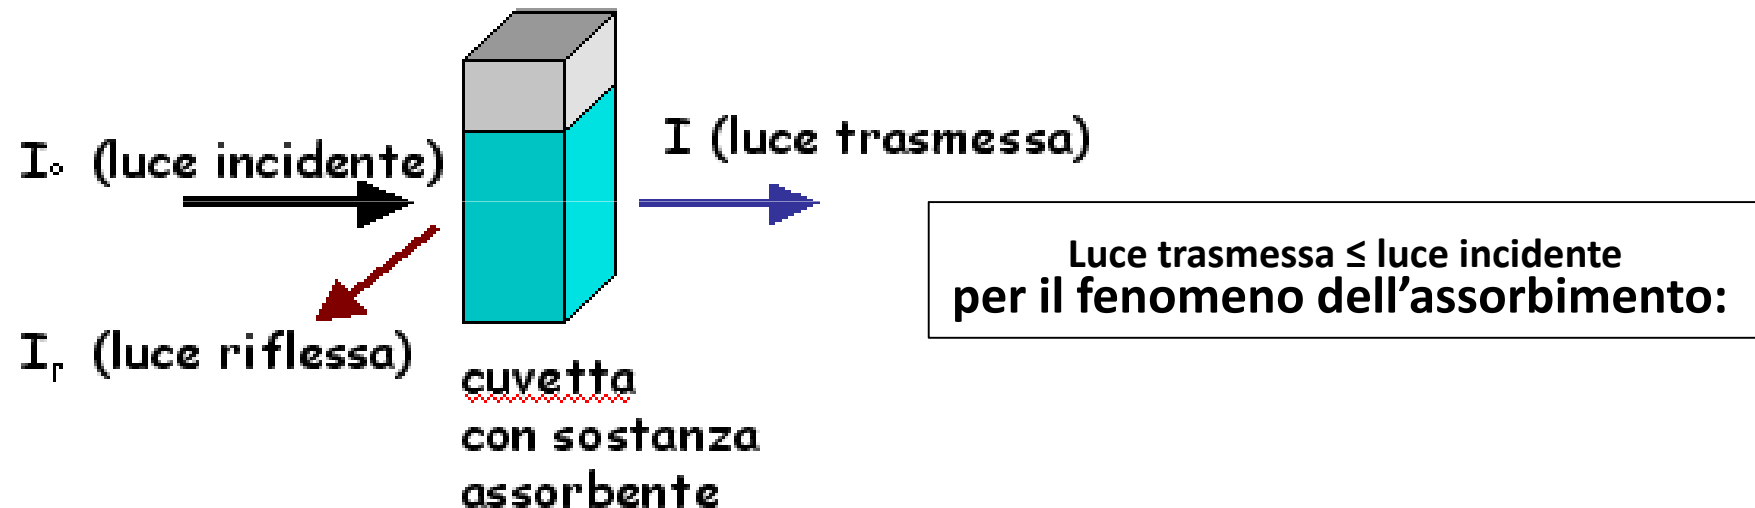 I₀ (luce incidente)
I (luce trasmessa)
Luce trasmessa ≤ luce incidente
per il fenomeno dell’assorbimento:
Iᵣ (luce riflessa)
cuvetta
con sostanza
assorbente